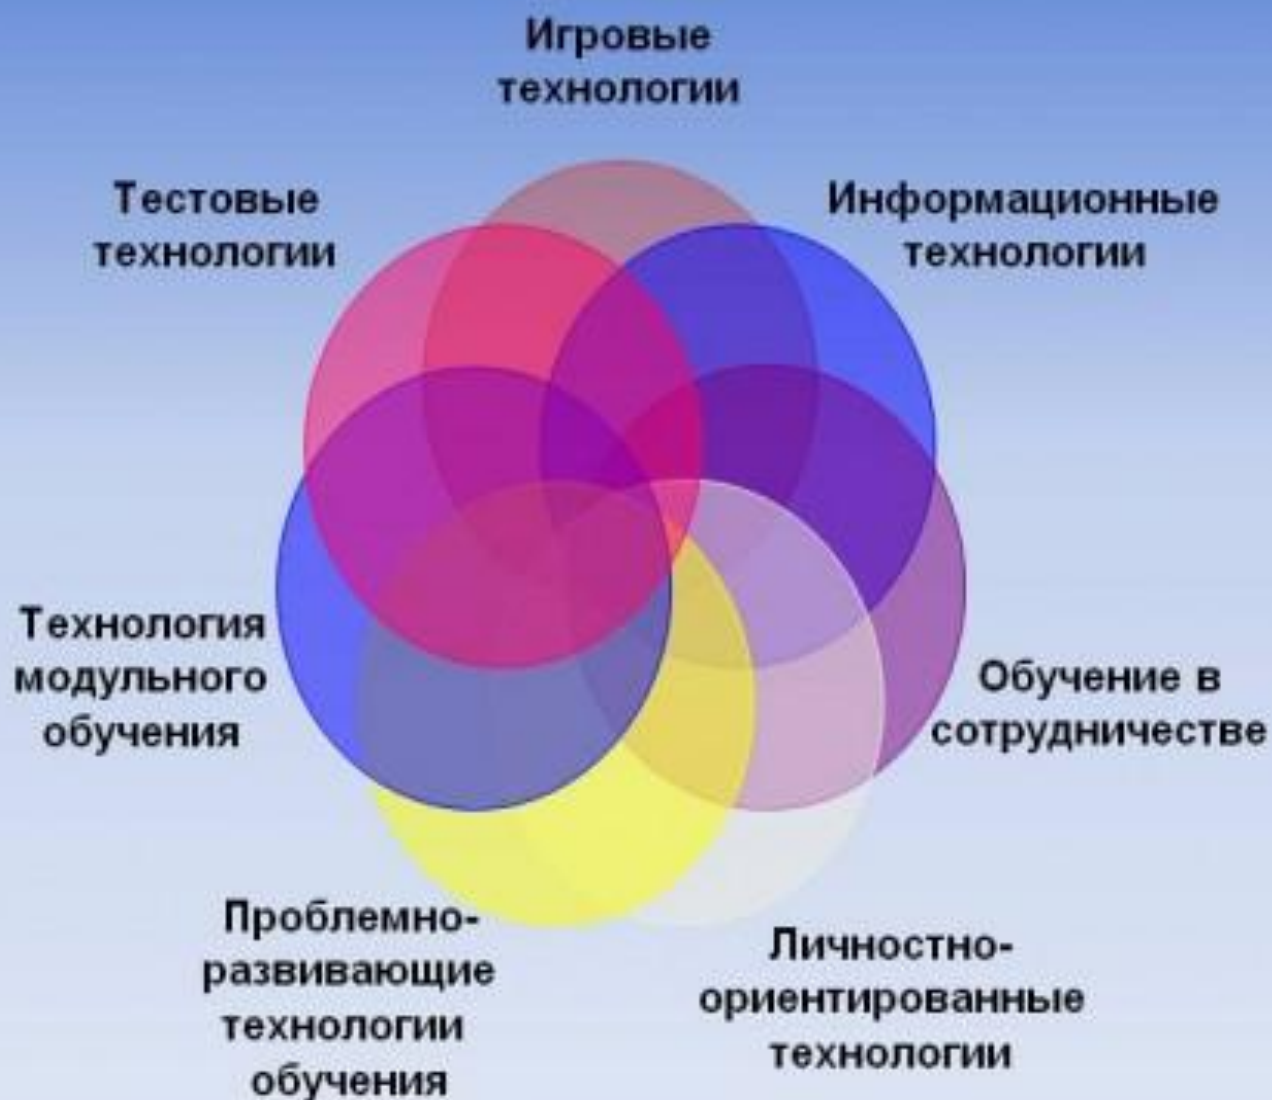 Игровые
технологии
Тестовые
технологии
Информационные
технологии
Технология
модульного
обучения
Обучение в
сотрудничестве
Проблемно-
развивающие
технологии
обучения
Личностно-
ориентированные
технологии